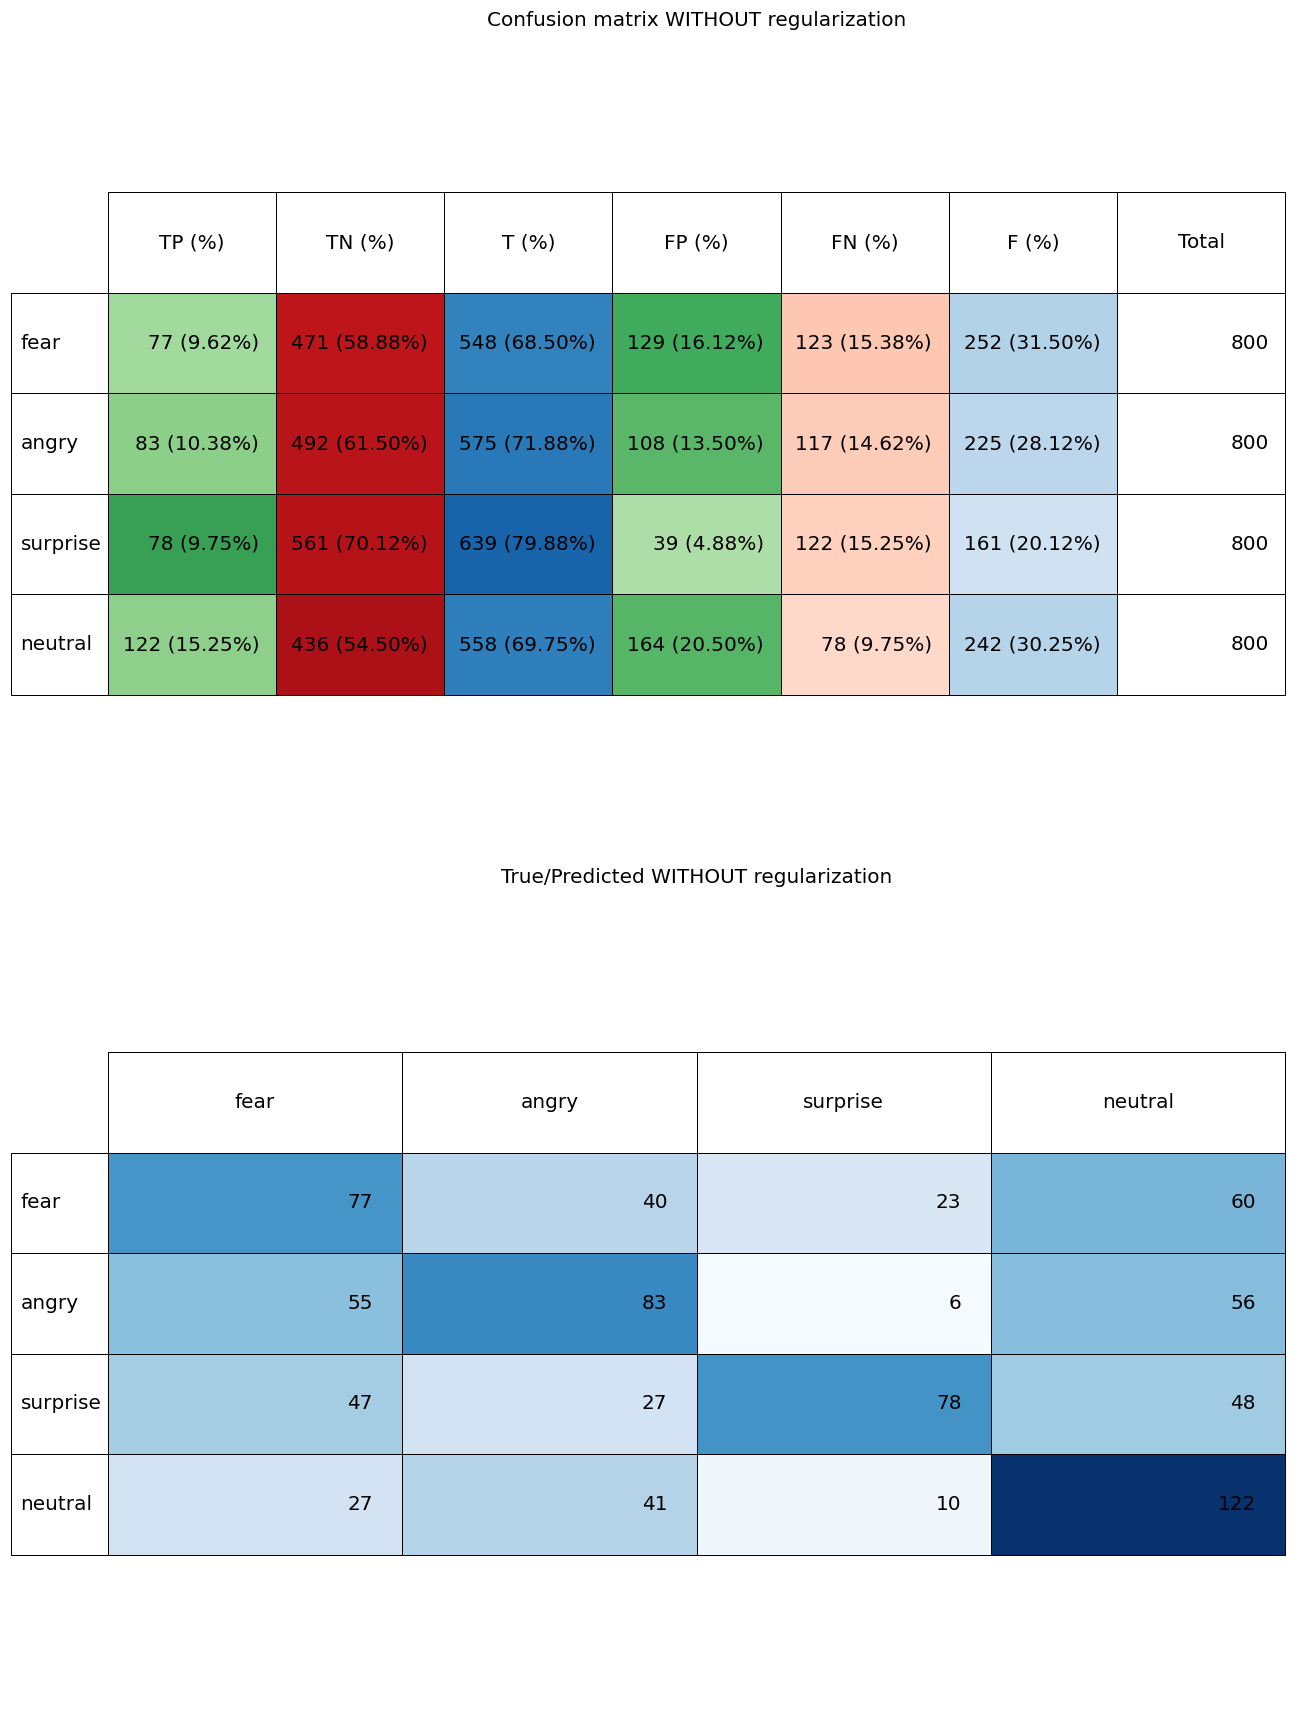 Confusion matrix WITHOUT regularization
TP (%) TN (%) T (%) FP (%) FN (%) F (%) Total
fear 77 (9.62%) 471 (58.88%) 548 (68.50%) 129 (16.12%) 123 (15.38%) 252 (31.50%) 800
angry 83 (10.38%) 492 (61.50%) 575 (71.88%) 108 (13.50%) 117 (14.62%) 225 (28.12%) 800
surprise 78 (9.75%) 561 (70.12%) 639 (79.88%) 39 (4.88%) 122 (15.25%) 161 (20.12%) 800
neutral 122 (15.25%) 436 (54.50%) 558 (69.75%) 164 (20.50%) 78 (9.75%) 242 (30.25%) 800
True/Predicted WITHOUT regularization
fear angry surprise neutral
fear 77 40 23 60
angry 55 83 6 56
surprise 47 27 78 48
neutral 27 41 10 122